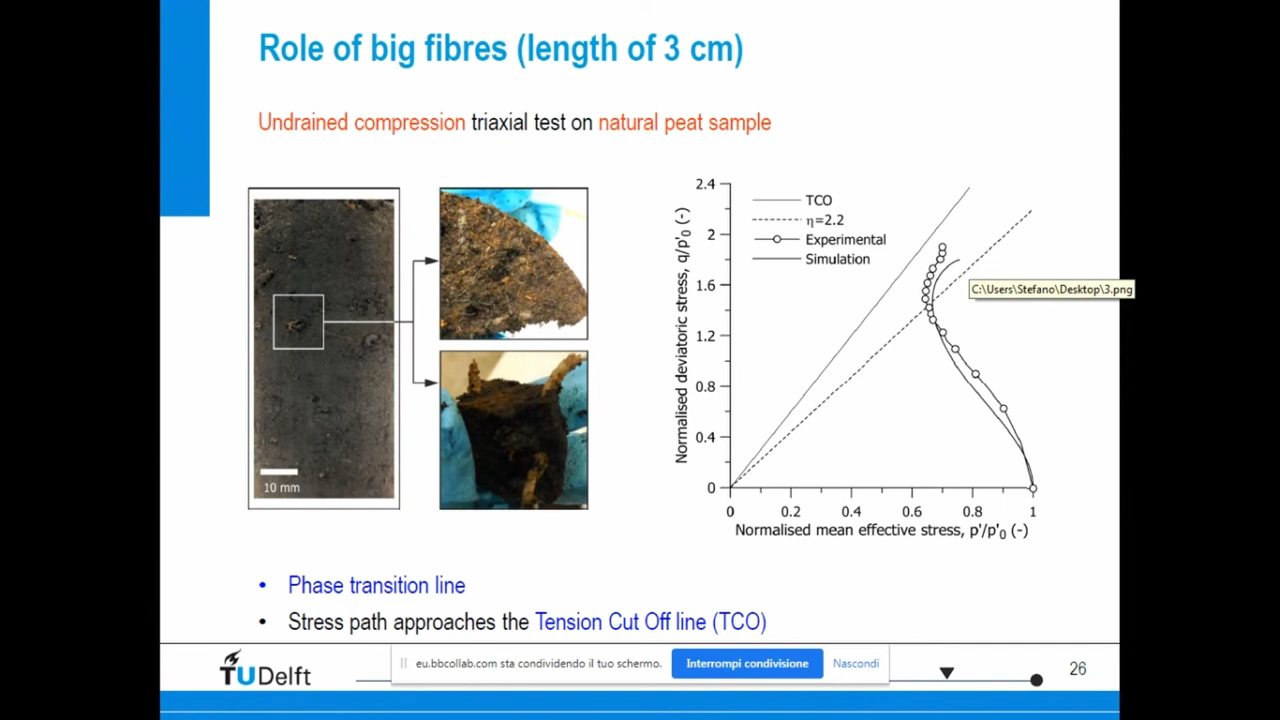 Role of big fibres (length of 3 cm)
Undrained compression triaxial test on natural peat sample
10 mm
Normalised deviatoric stress, q/p'0 (-)
2.4
2
1.6
1.2
0.8
0.4
0
TCO
η=2.2
Experimental
Simulation
C:\Users\Stefano\Desktop\3.png
0 0.2 0.4 0.6 0.8 1
Normalised mean effective stress, p'/p'0 (-)
• Phase transition line
• Stress path approaches the Tension Cut Off line (TCO)
TUDelft
eu.bbcollab.com sta condividendo il tuo schermo. Interrompi condivisione Nascondi
26